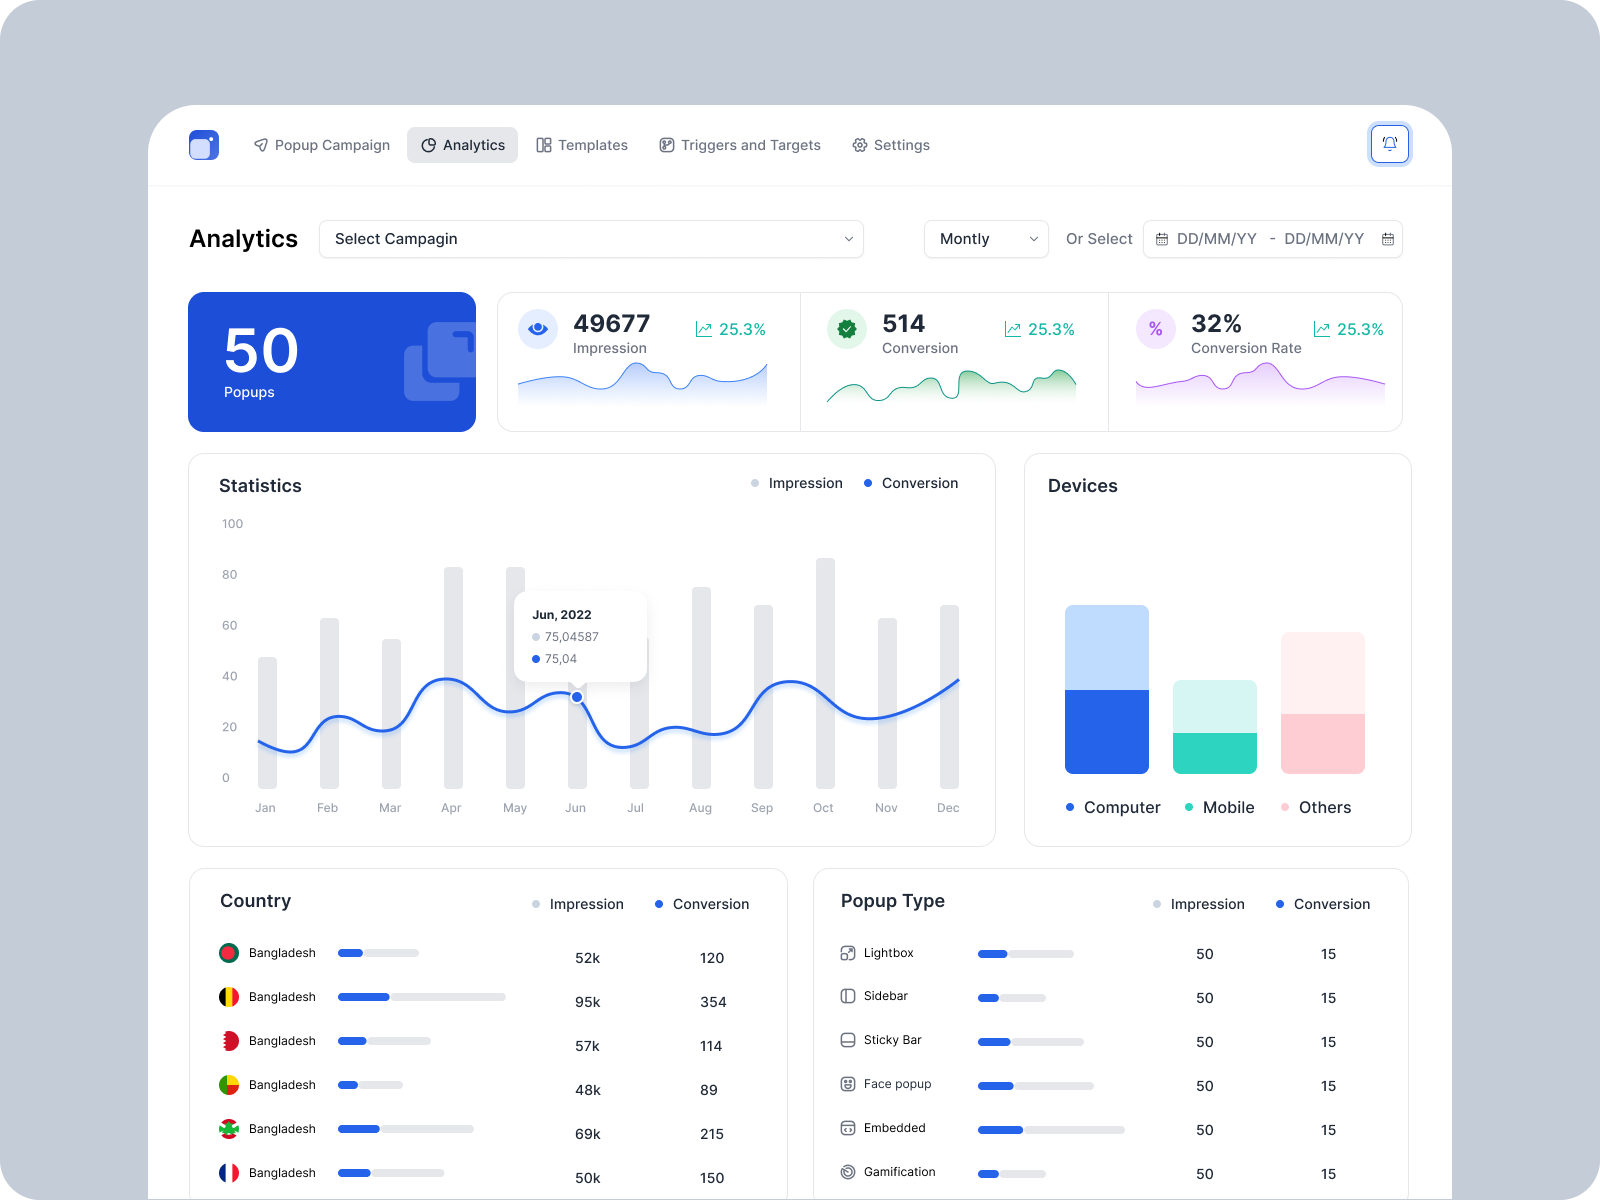 Popup Campaign Analytics Templates Triggers and Targets Settings
Analytics Select Campagin Montly Or Select DD/MM/YY - DD/MM/YY
50
Popups
49677 25.3%
Impression
514 25.3%
Conversion
% 32% 25.3%
Conversion Rate
Statistics Impression Conversion
100
80
60
40
20
0
Jun, 2022
75,04587
75,04
Jan Feb Mar Apr May Jun Jul Aug Sep Oct Nov Dec
Devices
Computer Mobile Others
Country Impression Conversion
Bangladesh 52k 120
Bangladesh 95k 354
Bangladesh 57k 114
Bangladesh 48k 89
Bangladesh 69k 215
Bangladesh 50k 150
Popup Type Impression Conversion
Lightbox 50 15
Sidebar 50 15
Sticky Bar 50 15
Face popup 50 15
Embedded 50 15
Gamification 50 15